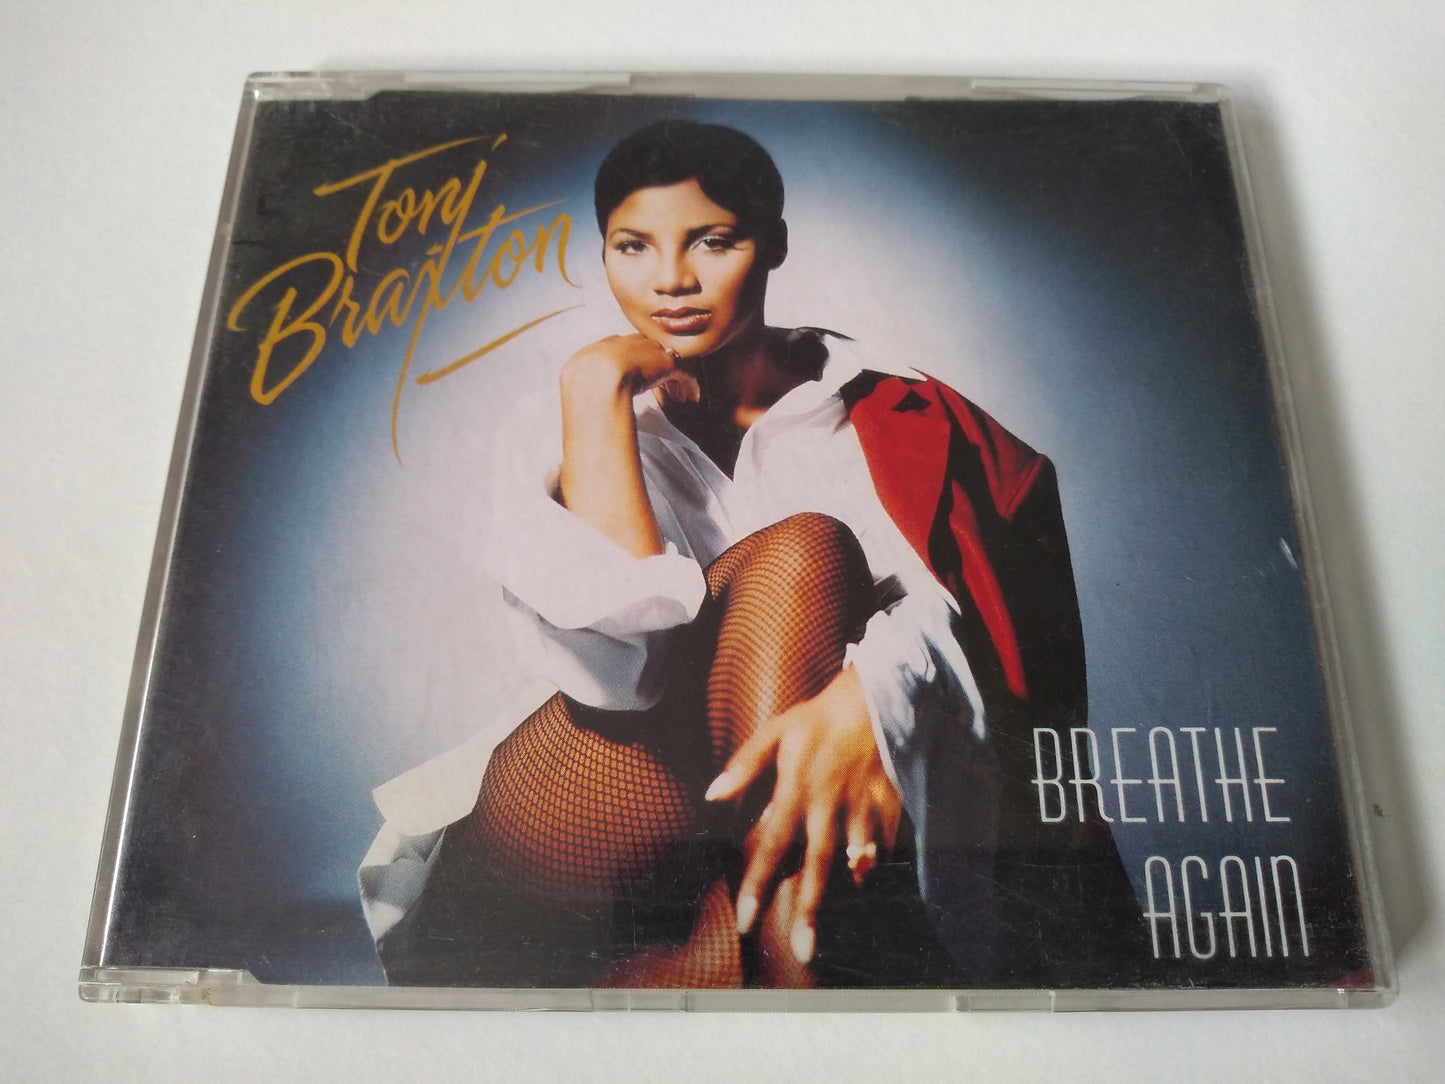 Toni
Braxton
BREATHE
AGAIN